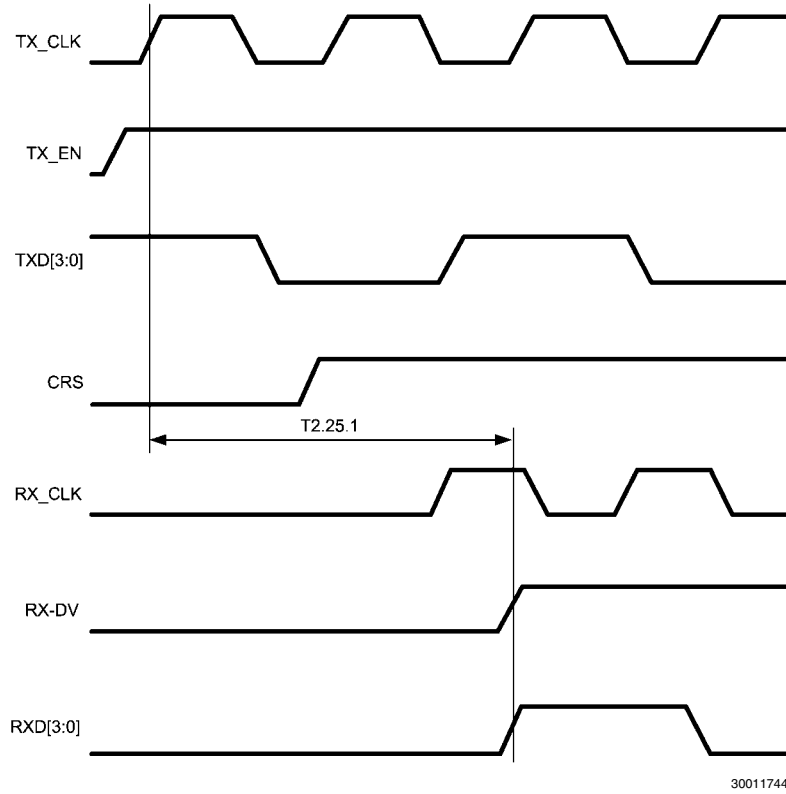 TX_CLK
TX_EN
TXD[3:0]
CRS
T2.25.1
RX_CLK
RX-DV
RXD[3:0]
30011744